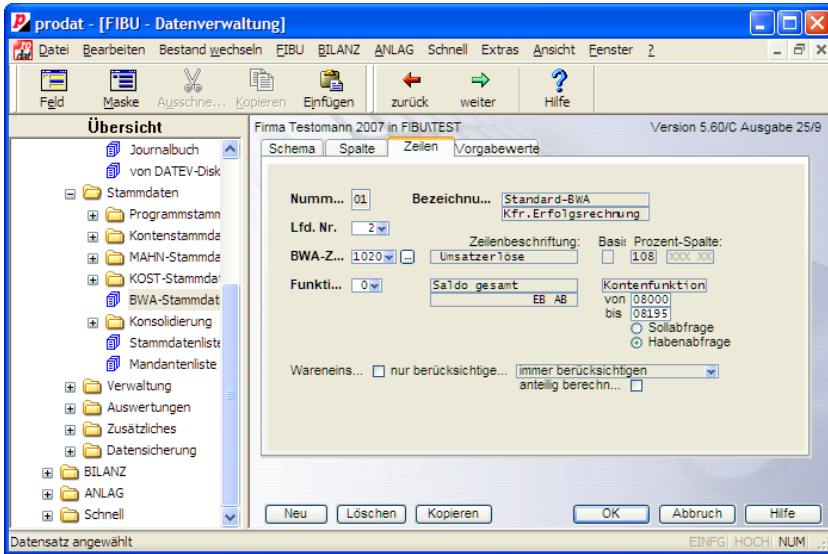 prodat - [FIBU - Datenverwaltung]
Datei Bearbeiten Bestand wechseln FIBU BILANZ ANLAG Schnell Extras Ansicht Fenster ?
Feld Maske Ausschne... Kopieren Einfügen zurück weiter Hilfe
Übersicht
Journalbuch
von DATEV-Disk
Stammdaten
Programmstamm
Kontenstammda
MAHN-Stammda
KOST-Stammdat
BWA-Stammdat
Konsolidierung
Stammdatenliste
Mandantenliste
Verwaltung
Auswertungen
Zusätzliches
Datensicherung
BILANZ
ANLAG
Schnell
Firma Testomann 2007 in FIBU\TEST Version 5.60/C Ausgabe 25/9
Schema Spalte Zeilen Vorgabewerte
Numm... 01 Bezeichnu... Standard-BWA
Kfr.Erfolgsrechnung
Lfd. Nr. 2
Zeilenbeschriftung: Basis Prozent-Spalte:
BWA-Z... 1020 ... Umsatzerlöse 108 XXX XX
Funkti... 0 Saldo gesamt Kontenfunktion
EB AB von 08000
bis 08195
Sollabfrage
Habenabfrage
Wareneins... nur berücksichtige... immer berücksichtigen
anteilig berechn...
Neu Löschen Kopieren OK Abbruch Hilfe
Datensatz angewählt EINFG HOCH NUM